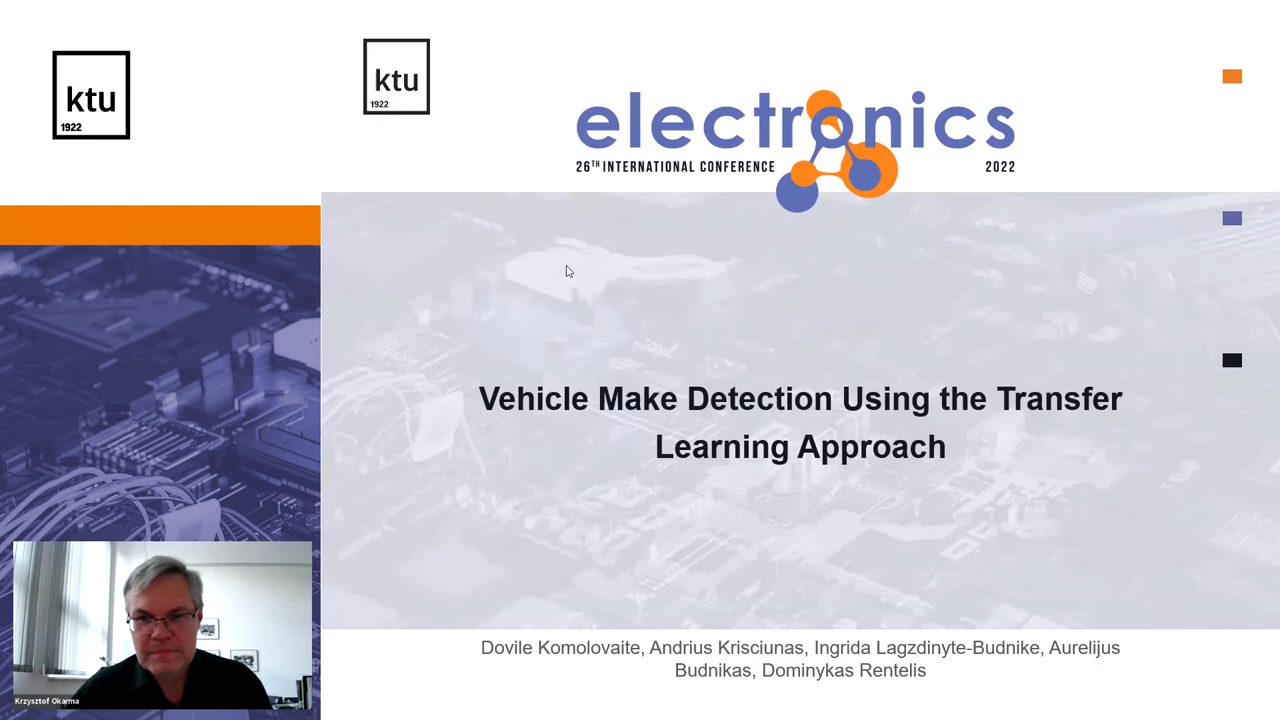 ktu
1922
ktu
1922
electronics
26TH INTERNATIONAL CONFERENCE 2022
Vehicle Make Detection Using the Transfer
Learning Approach
Dovile Komolovaite, Andrius Krisciunas, Ingrida Lagzdinyte-Budnike, Aurelijus
Budnikas, Dominykas Rentelis
Krzysztof Okarma